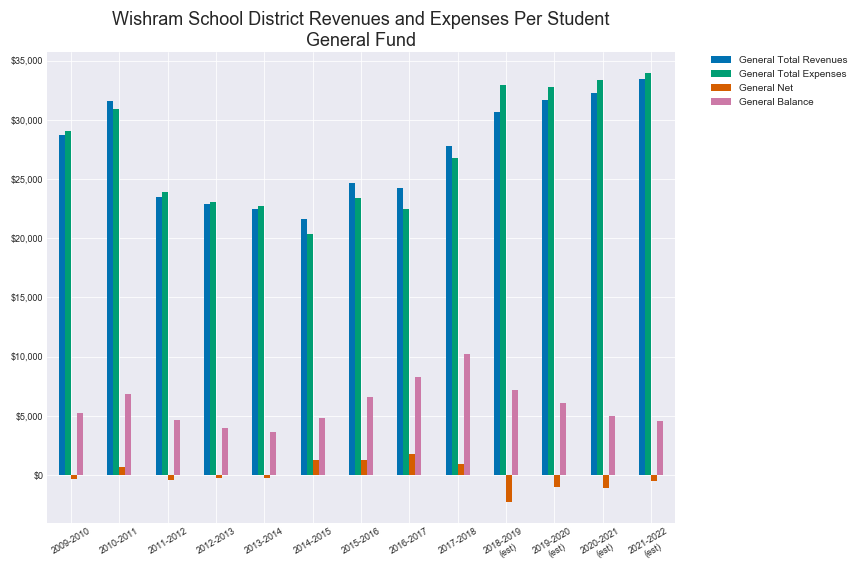 Wishram School District Revenues and Expenses Per Student
General Fund
General Total Revenues
General Total Expenses
General Net
General Balance
$35,000
$30,000
$25,000
$20,000
$15,000
$10,000
$5,000
$0
2009-2010
2010-2011
2011-2012
2012-2013
2013-2014
2014-2015
2015-2016
2016-2017
2017-2018
2018-2019
(est)
2019-2020
(est)
2020-2021
(est)
2021-2022
(est)